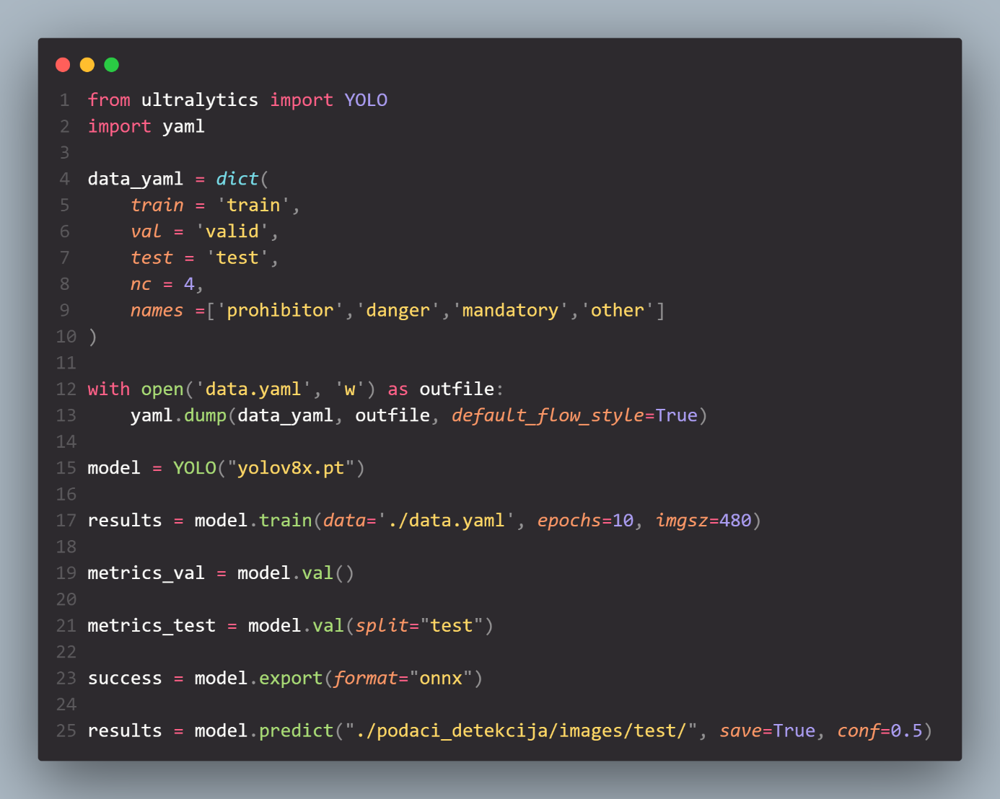 1 from ultralytics import YOLO
2 import yaml
3
4 data_yaml = dict(
5     train = 'train',
6     val = 'valid',
7     test = 'test',
8     nc = 4,
9     names =['prohibitor','danger','mandatory','other']
10 )
11
12 with open('data.yaml', 'w') as outfile:
13     yaml.dump(data_yaml, outfile, default_flow_style=True)
14
15 model = YOLO("yolov8x.pt")
16
17 results = model.train(data='./data.yaml', epochs=10, imgsz=480)
18
19 metrics_val = model.val()
20
21 metrics_test = model.val(split="test")
22
23 success = model.export(format="onnx")
24
25 results = model.predict("./podaci_detekcija/images/test/", save=True, conf=0.5)